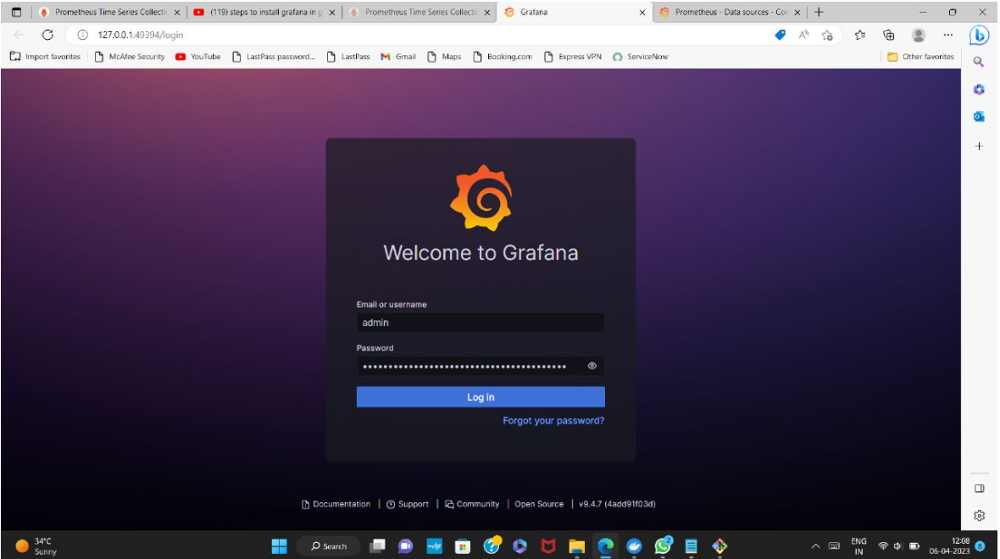 Prometheus Time Series Collectic
(119) steps to install grafana in g
Prometheus Time Series Collectic
Grafana
Prometheus - Data sources - Cor
127.0.0.1:49394/login
Import favorites
McAfee Security
YouTube
LastPass password...
LastPass
Gmail
Maps
Booking.com
Express VPN
ServiceNow
Other favorites
Welcome to Grafana
Email or username
admin
Password
Log in
Forgot your password?
Documentation | Support | Community | Open Source | v9.4.7 (4add91f03d)
34°C
Sunny
Search
ENG
IN
12:08
06-04-2023